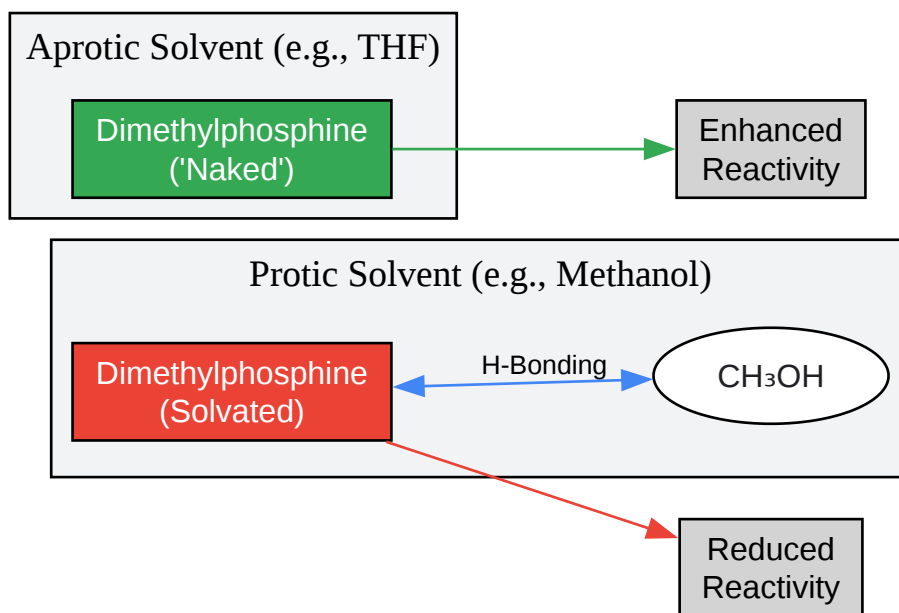 Aprotic Solvent (e.g., THF)
Dimethylphosphine
('Naked')
Enhanced
Reactivity
Protic Solvent (e.g., Methanol)
Dimethylphosphine
(Solvated)
H-Bonding
CH₃OH
Reduced
Reactivity